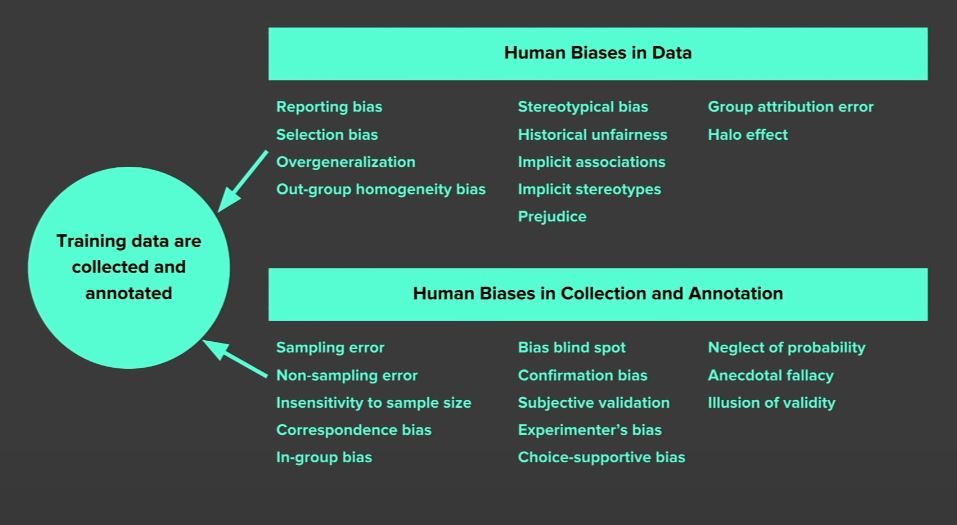 Human Biases in Data
Reporting bias
Selection bias
Overgeneralization
Out-group homogeneity bias
Stereotypical bias
Historical unfairness
Implicit associations
Implicit stereotypes
Prejudice
Group attribution error
Halo effect
Training data are
collected and
annotated
Human Biases in Collection and Annotation
Sampling error
Non-sampling error
Insensitivity to sample size
Correspondence bias
In-group bias
Bias blind spot
Confirmation bias
Subjective validation
Experimenter’s bias
Choice-supportive bias
Neglect of probability
Anecdotal fallacy
Illusion of validity